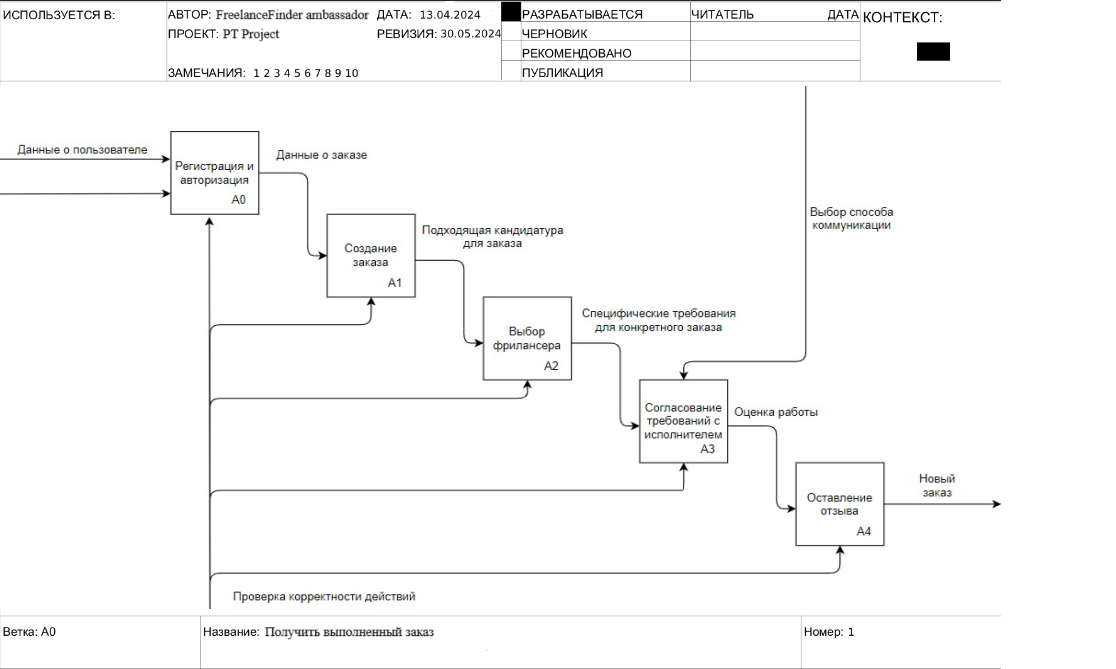 ИСПОЛЬЗУЕТСЯ В:
АВТОР: FreelanceFinder ambassador ДАТА: 13.04.2024
ПРОЕКТ: PT Project РЕВИЗИЯ: 30.05.2024
ЗАМЕЧАНИЯ: 1 2 3 4 5 6 7 8 9 10
РАЗРАБАТЫВАЕТСЯ
ЧЕРНОВИК
РЕКОМЕНДОВАНО
ПУБЛИКАЦИЯ
ЧИТАТЕЛЬ ДАТА
КОНТЕКСТ:
Данные о пользователе
Регистрация и
авторизация
A0
Данные о заказе
Создание
заказа
A1
Подходящая кандидатура
для заказа
Выбор
фрилансера
A2
Специфические требования
для конкретного заказа
Выбор способа
коммуникации
Согласование
требований с
исполнителем
A3
Оценка работы
Оставление
отзыва
A4
Новый
заказ
Проверка корректности действий
Ветка: A0
Название: Получить выполненный заказ
Номер: 1